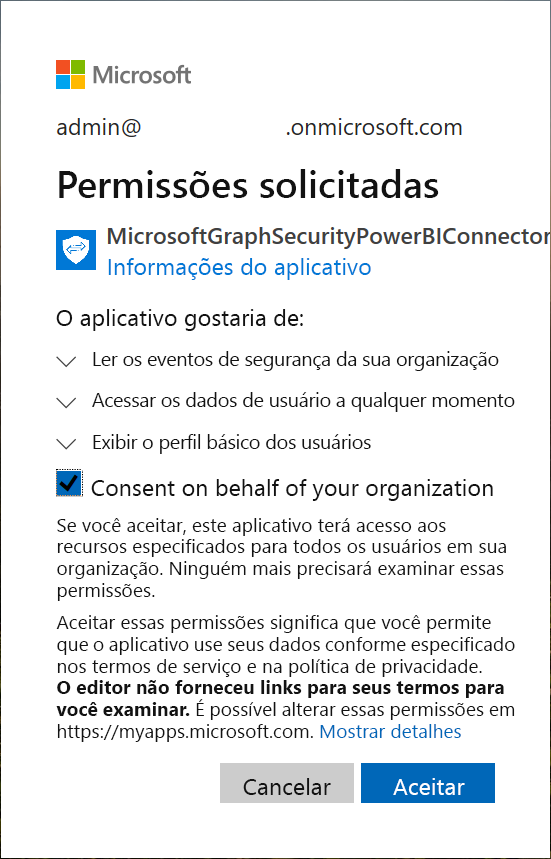 Microsoft
admin@ .onmicrosoft.com
Permissões solicitadas
MicrosoftGraphSecurityPowerBIConnector
Informações do aplicativo
O aplicativo gostaria de:
Ler os eventos de segurança da sua organização
Acessar os dados de usuário a qualquer momento
Exibir o perfil básico dos usuários
Consent on behalf of your organization
Se você aceitar, este aplicativo terá acesso aos
recursos especificados para todos os usuários em sua
organização. Ninguém mais precisará examinar essas
permissões.
Aceitar essas permissões significa que você permite
que o aplicativo use seus dados conforme especificado
nos termos de serviço e na política de privacidade.
O editor não forneceu links para seus termos para
você examinar. É possível alterar essas permissões em
https://myapps.microsoft.com. Mostrar detalhes
Cancelar
Aceitar